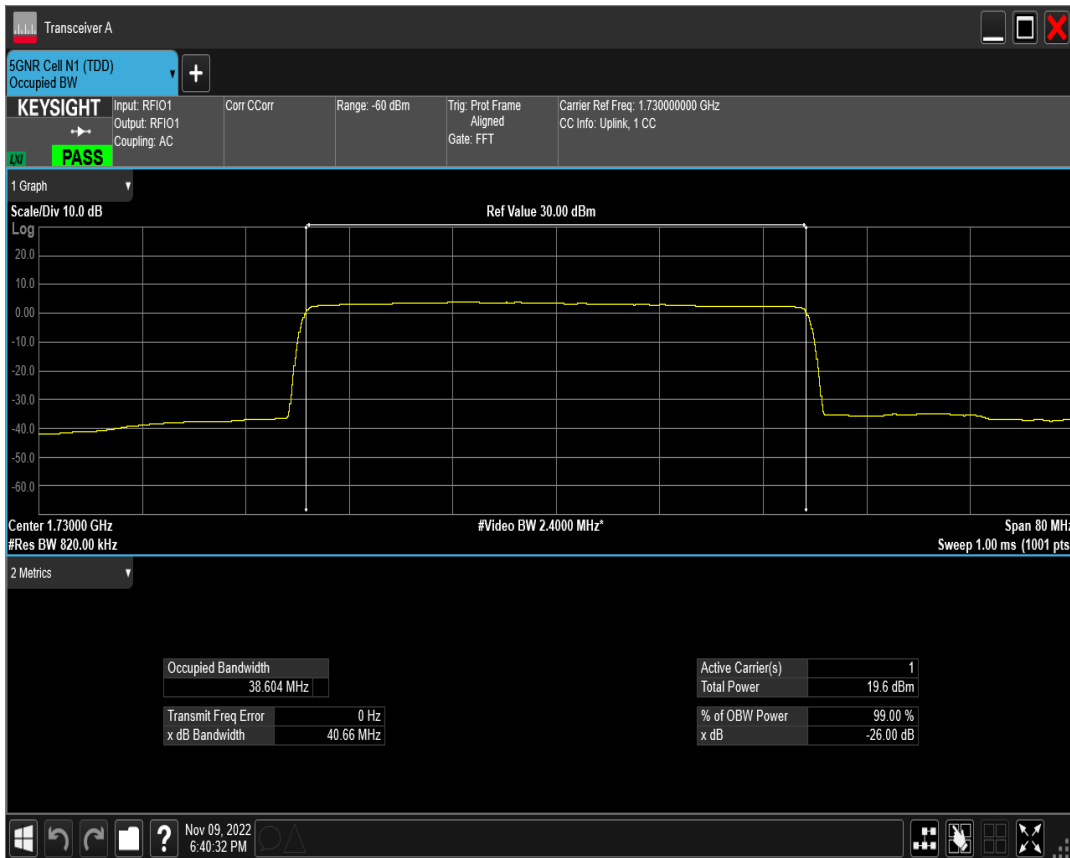 Transceiver A
5GNR Cell N1 (TDD)
Occupied BW
+
KEYSIGHT
LXI
PASS
Input: RFIO1
Output: RFIO1
Coupling: AC
Corr CCorr
Range: -60 dBm
Trig: Prot Frame
Aligned
Gate: FFT
Carrier Ref Freq: 1.730000000 GHz
CC Info: Uplink, 1 CC
1 Graph
Scale/Div 10.0 dB
Ref Value 30.00 dBm
Log
20.0
10.0
0.00
-10.0
-20.0
-30.0
-40.0
-50.0
-60.0
Center 1.73000 GHz
#Video BW 2.4000 MHz*
Span 80 MHz
#Res BW 820.00 kHz
Sweep 1.00 ms (1001 pts
2 Metrics
Occupied Bandwidth
38.604 MHz
Transmit Freq Error 0 Hz
x dB Bandwidth 40.66 MHz
Active Carrier(s) 1
Total Power 19.6 dBm
% of OBW Power 99.00 %
x dB -26.00 dB
?
Nov 09, 2022
6:40:32 PM